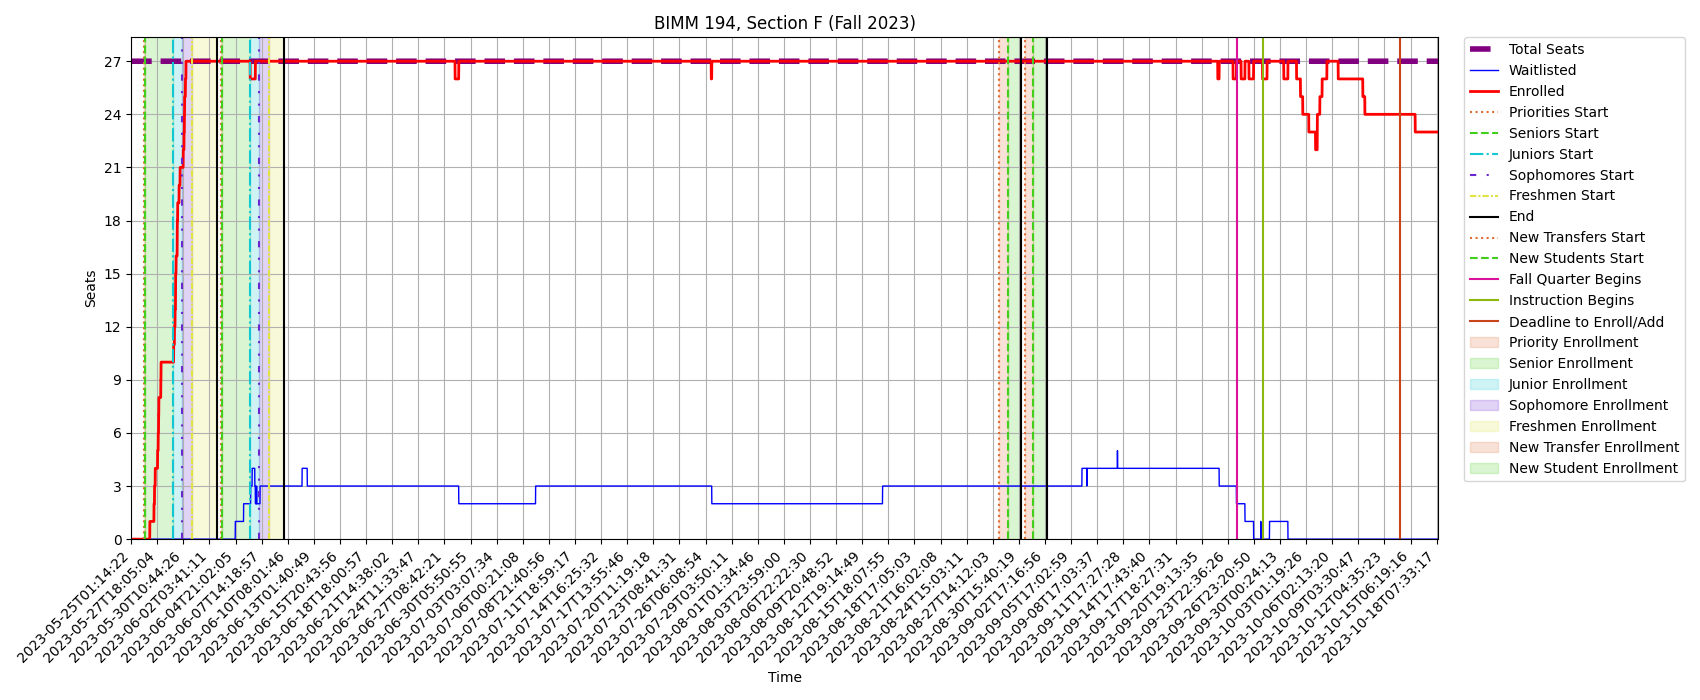 BIMM 194, Section F (Fall 2023)
Seats
27
24
21
18
15
12
9
6
3
0
2023-05-25T01:14:22
2023-05-27T18:05:04
2023-05-30T10:44:26
2023-06-02T03:41:11
2023-06-04T21:02:05
2023-06-07T14:18:57
2023-06-10T08:01:46
2023-06-13T01:40:49
2023-06-15T20:43:56
2023-06-18T18:00:57
2023-06-21T14:38:02
2023-06-24T11:33:47
2023-06-27T08:42:21
2023-06-30T05:50:55
2023-07-03T03:07:34
2023-07-06T00:21:08
2023-07-08T21:40:56
2023-07-11T18:59:17
2023-07-14T16:25:32
2023-07-17T13:55:46
2023-07-20T11:19:18
2023-07-23T08:41:31
2023-07-26T06:08:54
2023-07-29T03:50:11
2023-08-01T01:34:46
2023-08-03T23:59:00
2023-08-06T22:22:30
2023-08-09T20:48:52
2023-08-12T19:14:49
2023-08-15T18:07:55
2023-08-18T17:05:03
2023-08-21T16:02:08
2023-08-24T15:03:11
2023-08-27T14:12:03
2023-08-30T15:40:19
2023-09-02T17:16:50
2023-09-05T17:02:59
2023-09-08T17:03:37
2023-09-11T17:27:28
2023-09-14T17:43:40
2023-09-17T18:27:31
2023-09-20T19:13:35
2023-09-23T22:36:26
2023-09-26T23:20:50
2023-09-30T00:24:13
2023-10-03T01:19:26
2023-10-06T02:13:20
2023-10-09T03:30:47
2023-10-12T04:35:23
2023-10-15T06:19:16
2023-10-18T07:33:17
Time
Total Seats
Waitlisted
Enrolled
Priorities Start
Seniors Start
Juniors Start
Sophomores Start
Freshmen Start
End
New Transfers Start
New Students Start
Fall Quarter Begins
Instruction Begins
Deadline to Enroll/Add
Priority Enrollment
Senior Enrollment
Junior Enrollment
Sophomore Enrollment
Freshmen Enrollment
New Transfer Enrollment
New Student Enrollment